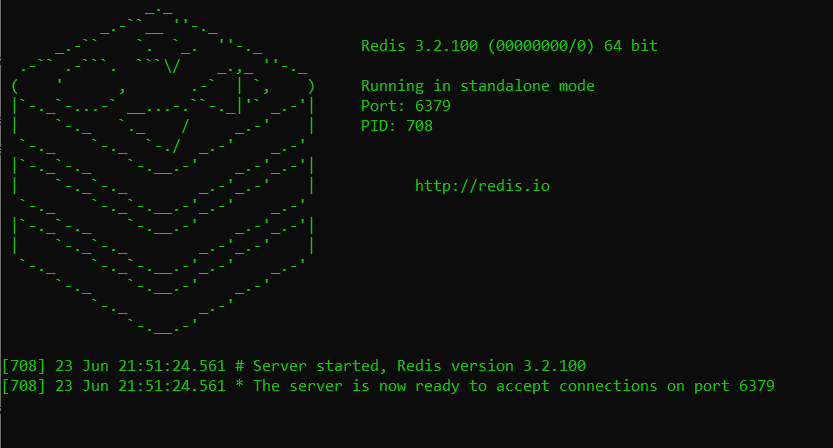 Redis 3.2.100 (00000000/0) 64 bit
Running in standalone mode
Port: 6379
PID: 708
http://redis.io
[708] 23 Jun 21:51:24.561 # Server started, Redis version 3.2.100
[708] 23 Jun 21:51:24.561 * The server is now ready to accept connections on port 6379